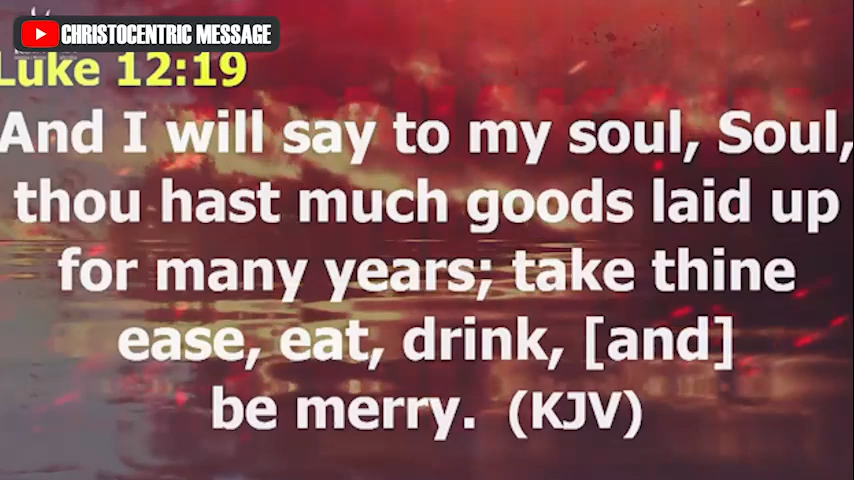 CHRISTOCENTRIC MESSAGE
Luke 12:19
And I will say to my soul, Soul,
thou hast much goods laid up
for many years; take thine
ease, eat, drink, [and]
be merry. (KJV)